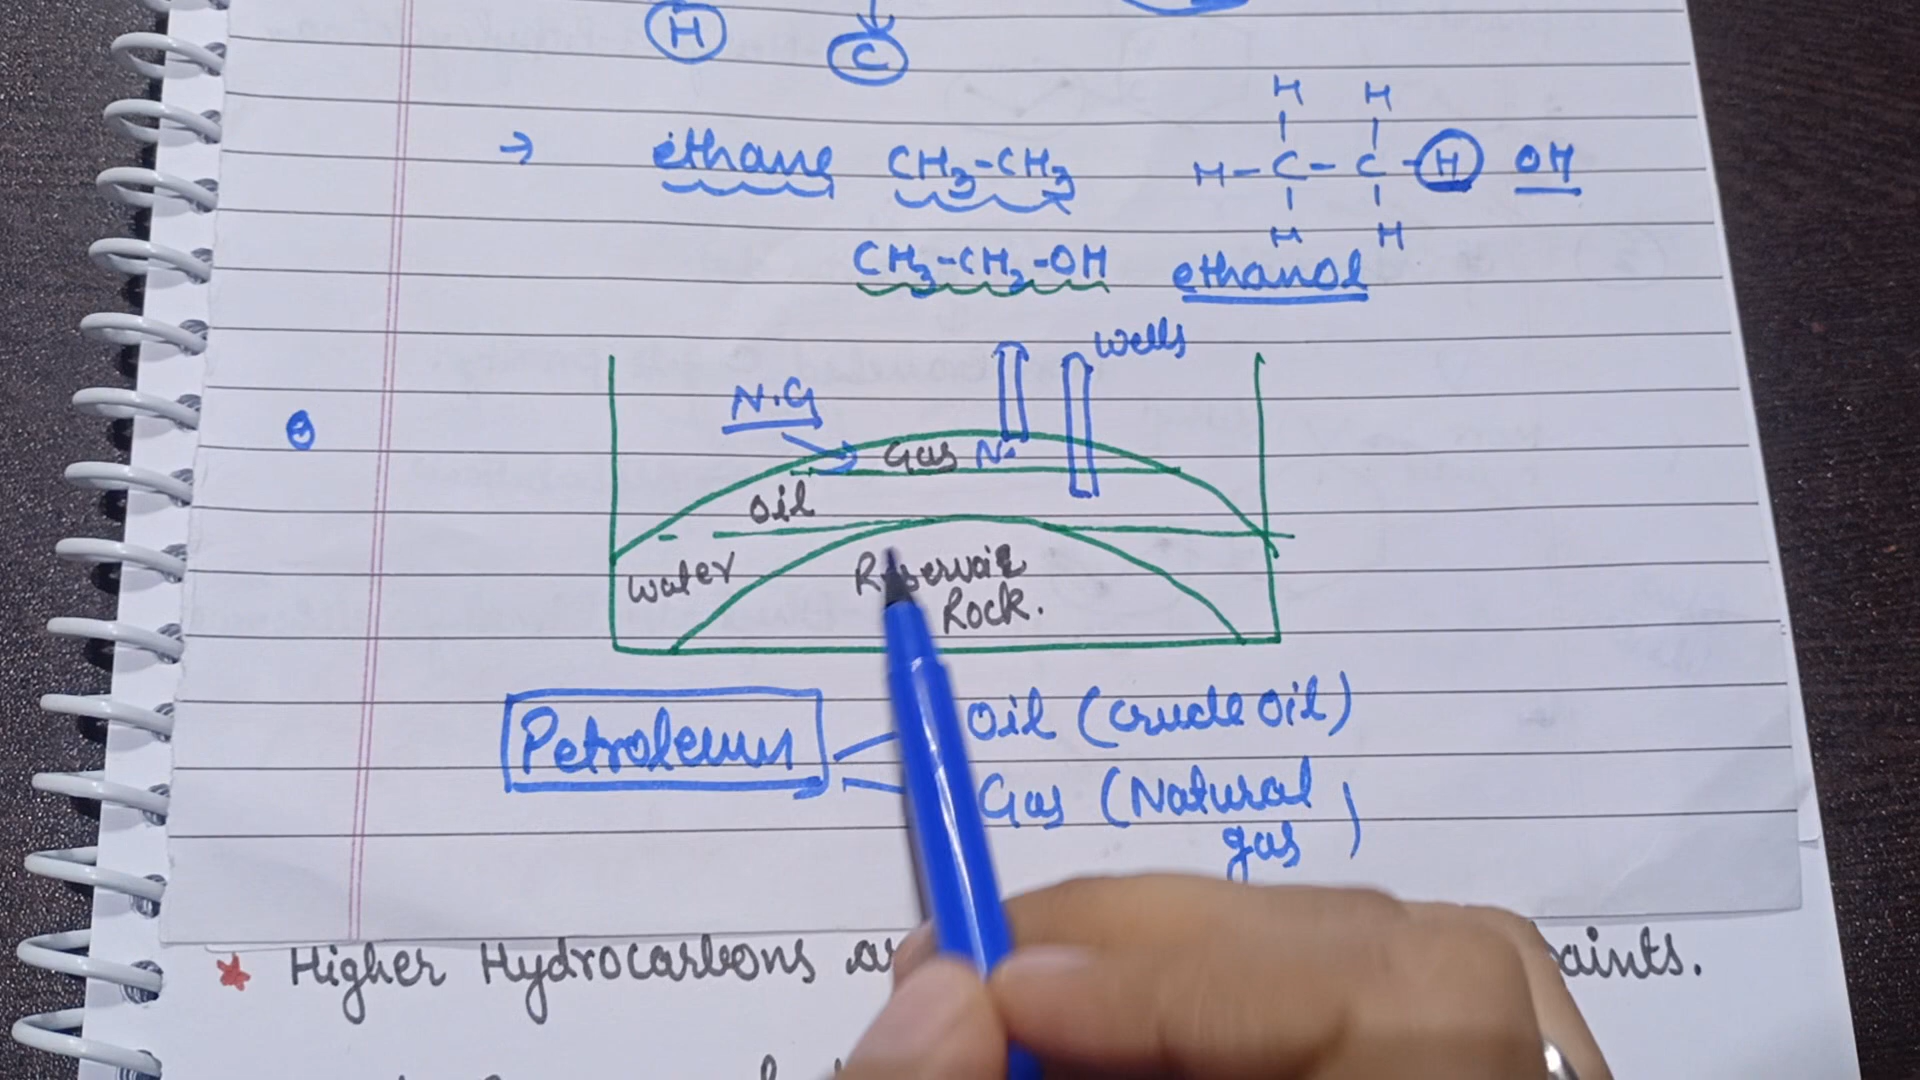 H C
→ ethane CH3-CH3
H H
H-C-C-H OH
H H
CH3-CH2-OH ethanol
wells
N.G
Gas N.
Oil
water
Reservoir
Rock.
Petroleum
Oil (crude oil)
Gas (Natural
gas)
★ Higher Hydrocarbons